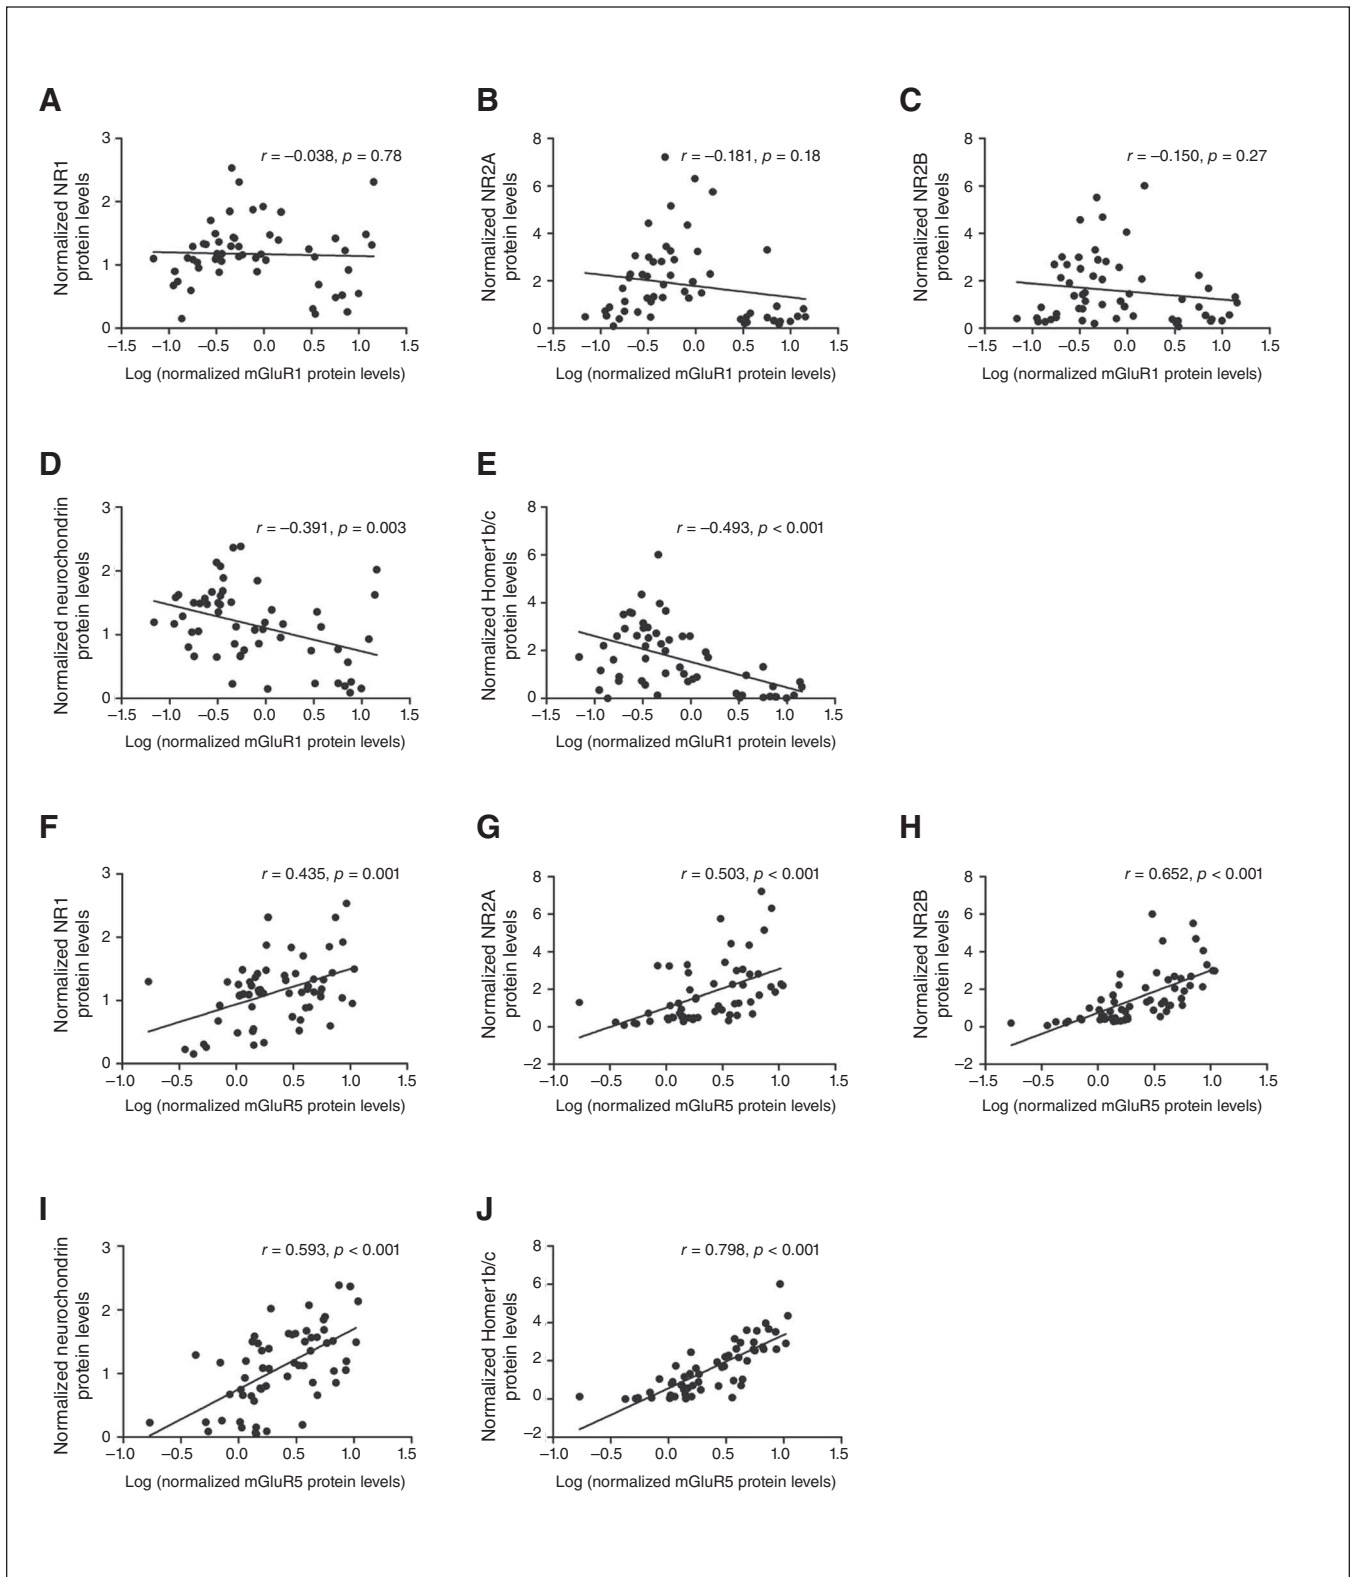 A
B
C
Normalized NR1
protein levels
r = –0.038, p = 0.78
3
2
1
0
–1.5 –1.0 –0.5 0.0 0.5 1.0 1.5
Log (normalized mGluR1 protein levels)
Normalized NR2A
protein levels
r = –0.181, p = 0.18
8
6
4
2
0
–1.5 –1.0 –0.5 0.0 0.5 1.0 1.5
Log (normalized mGluR1 protein levels)
Normalized NR2B
protein levels
r = –0.150, p = 0.27
8
6
4
2
0
–1.5 –1.0 –0.5 0.0 0.5 1.0 1.5
Log (normalized mGluR1 protein levels)
D
E
Normalized neurochondrin
protein levels
r = –0.391, p = 0.003
3
2
1
0
–1.5 –1.0 –0.5 0.0 0.5 1.0 1.5
Log (normalized mGluR1 protein levels)
Normalized Homer1b/c
protein levels
r = –0.493, p < 0.001
8
6
4
2
0
–1.5 –1.0 –0.5 0.0 0.5 1.0 1.5
Log (normalized mGluR1 protein levels)
F
G
H
Normalized NR1
protein levels
r = 0.435, p = 0.001
3
2
1
0
–1.0 –0.5 0.0 0.5 1.0 1.5
Log (normalized mGluR5 protein levels)
Normalized NR2A
protein levels
r = 0.503, p < 0.001
8
6
4
2
0
–2
–1.0 –0.5 0.0 0.5 1.0 1.5
Log (normalized mGluR5 protein levels)
Normalized NR2B
protein levels
r = 0.652, p < 0.001
8
6
4
2
0
–2
–1.5 –0.5 0.0 0.5 1.0 1.5
Log (normalized mGluR5 protein levels)
I
J
Normalized neurochondrin
protein levels
r = 0.593, p < 0.001
3
2
1
0
–1.0 –0.5 0.0 0.5 1.0 1.5
Log (normalized mGluR5 protein levels)
Normalized Homer1b/c
protein levels
r = 0.798, p < 0.001
8
6
4
2
0
–2
–1.0 –0.5 0.0 0.5 1.0 1.5
Log (normalized mGluR5 protein levels)